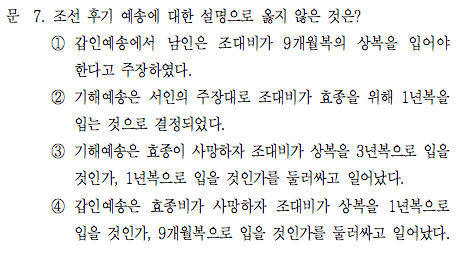 문 7. 조선 후기 예송에 대한 설명으로 옳지 않은 것은?
① 갑인예송에서 남인은 조대비가 9개월복의 상복을 입어야
한다고 주장하였다.
② 기해예송은 서인의 주장대로 조대비가 효종을 위해 1년복을
입는 것으로 결정되었다.
③ 기해예송은 효종이 사망하자 조대비가 상복을 3년복으로 입을
것인가, 1년복으로 입을 것인가를 둘러싸고 일어났다.
④ 갑인예송은 효종비가 사망하자 조대비가 상복을 1년복으로
입을 것인가, 9개월복으로 입을 것인가를 둘러싸고 일어났다.